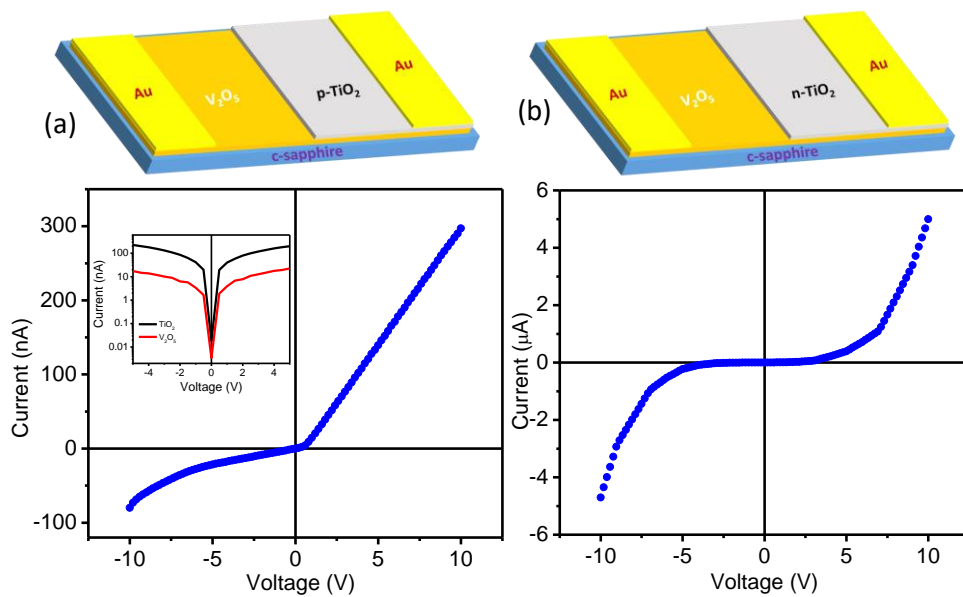 Au
V₂O₅
p-TiO₂
Au
c-sapphire
(a)
Au
V₂O₅
n-TiO₂
Au
c-sapphire
(b)
300
200
100
0
-100
Current (nA)
-10
-5
0
5
10
Voltage (V)
100
10
1
0.1
0.01
Current (nA)
TiO₂
V₂O₅
-4
-2
0
2
4
Voltage (V)
6
4
2
0
-2
-4
-6
Current (μA)
-10
-5
0
5
10
Voltage (V)